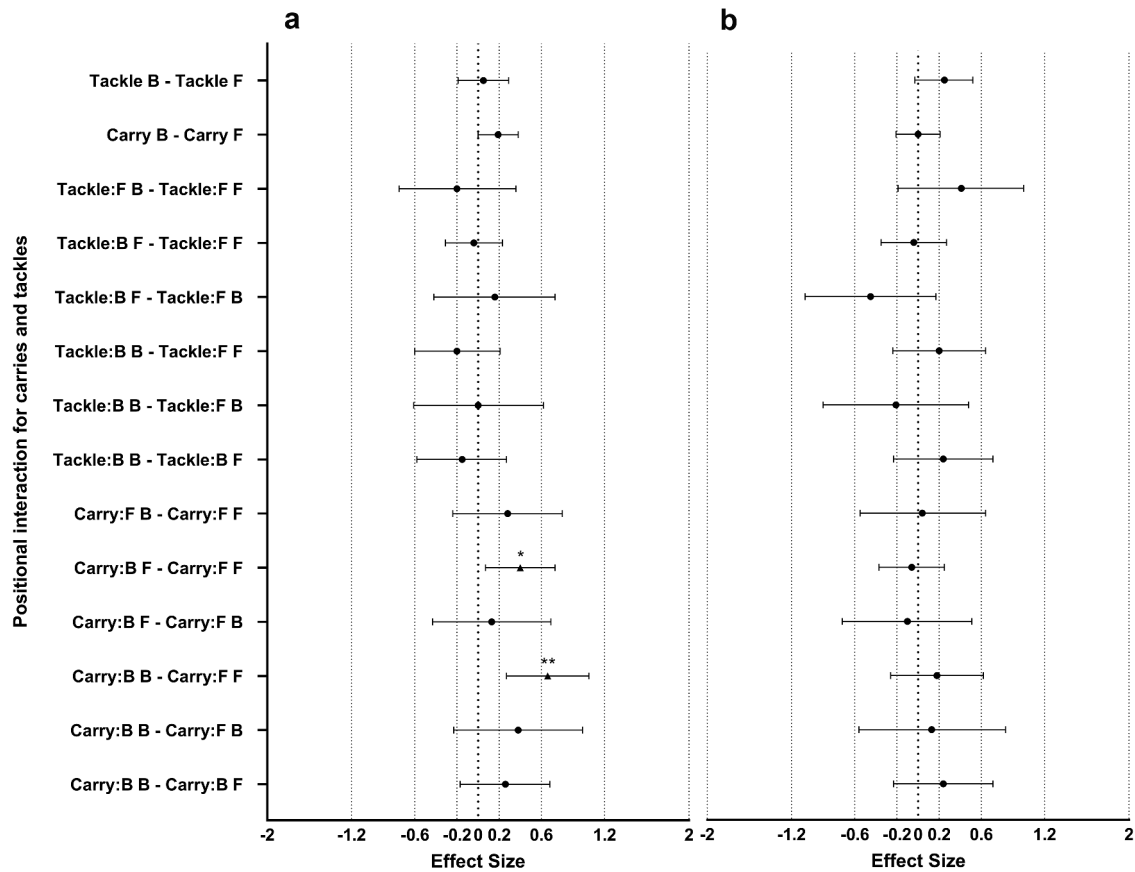 a
b
Positional interaction for carries and tackles
Tackle B - Tackle F
Carry B - Carry F
Tackle:F B - Tackle:F F
Tackle:B F - Tackle:F F
Tackle:B F - Tackle:F B
Tackle:B B - Tackle:F F
Tackle:B B - Tackle:F B
Tackle:B B - Tackle:B F
Carry:F B - Carry:F F
Carry:B F - Carry:F F
*
Carry:B F - Carry:F B
Carry:B B - Carry:F F
**
Carry:B B - Carry:F B
Carry:B B - Carry:B F
-2 -1.2 -0.6 -0.2 0 0.2 0.6 1.2 2
-2 -1.2 -0.6 -0.2 0 0.2 0.6 1.2 2
Effect Size
Effect Size